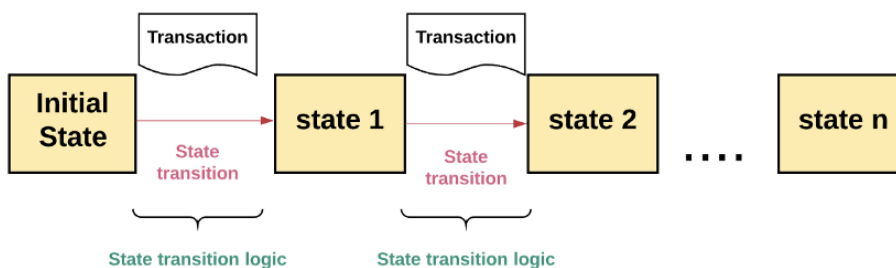 Transaction
Transaction
Initial
State
state 1
state 2
state n
....
State
transition
State
transition
State transition logic
State transition logic